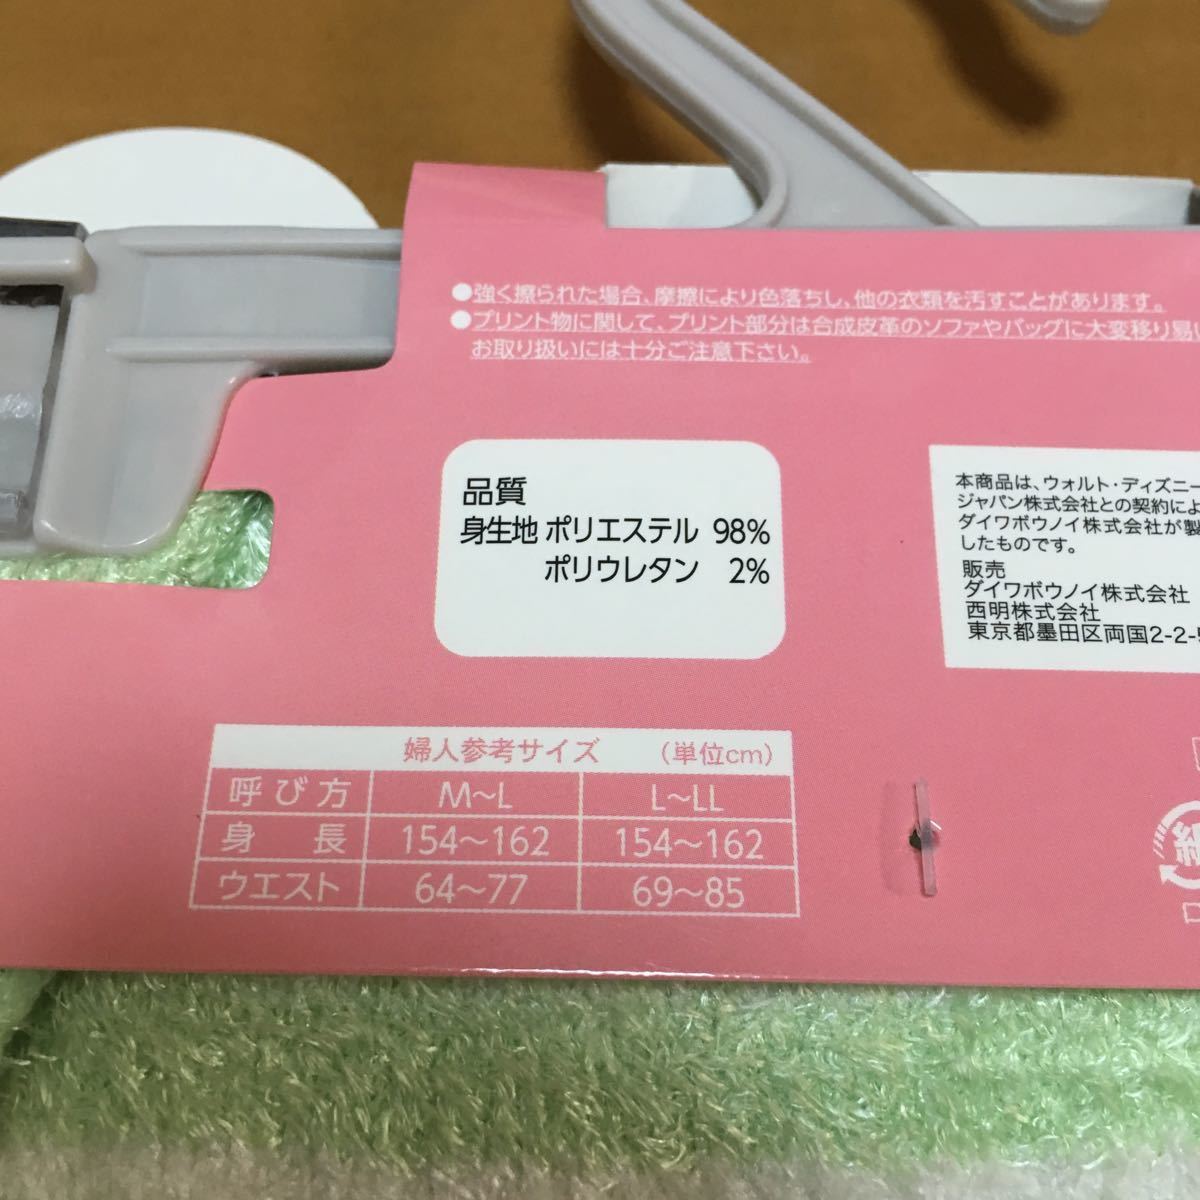 ●強く擦られた場合、摩擦により色落ちし、他の衣類を汚すことがあります。
●プリント物に関して、プリント部分は合成皮革のソファやバッグに大変移り易い
お取り扱いには十分ご注意下さい。
品質
身生地 ポリエステル 98%
ポリウレタン 2%
本商品は、ウォルト・ディズニー
ジャパン株式会社との契約によ
ダイワボウノイ株式会社が製
したものです。
販売
ダイワボウノイ株式会社
西明株式会社
東京都墨田区両国2-2-
婦人参考サイズ (単位cm)
呼び方 M〜L L〜LL
身長 154〜162 154〜162
ウエスト 64〜77 69〜85